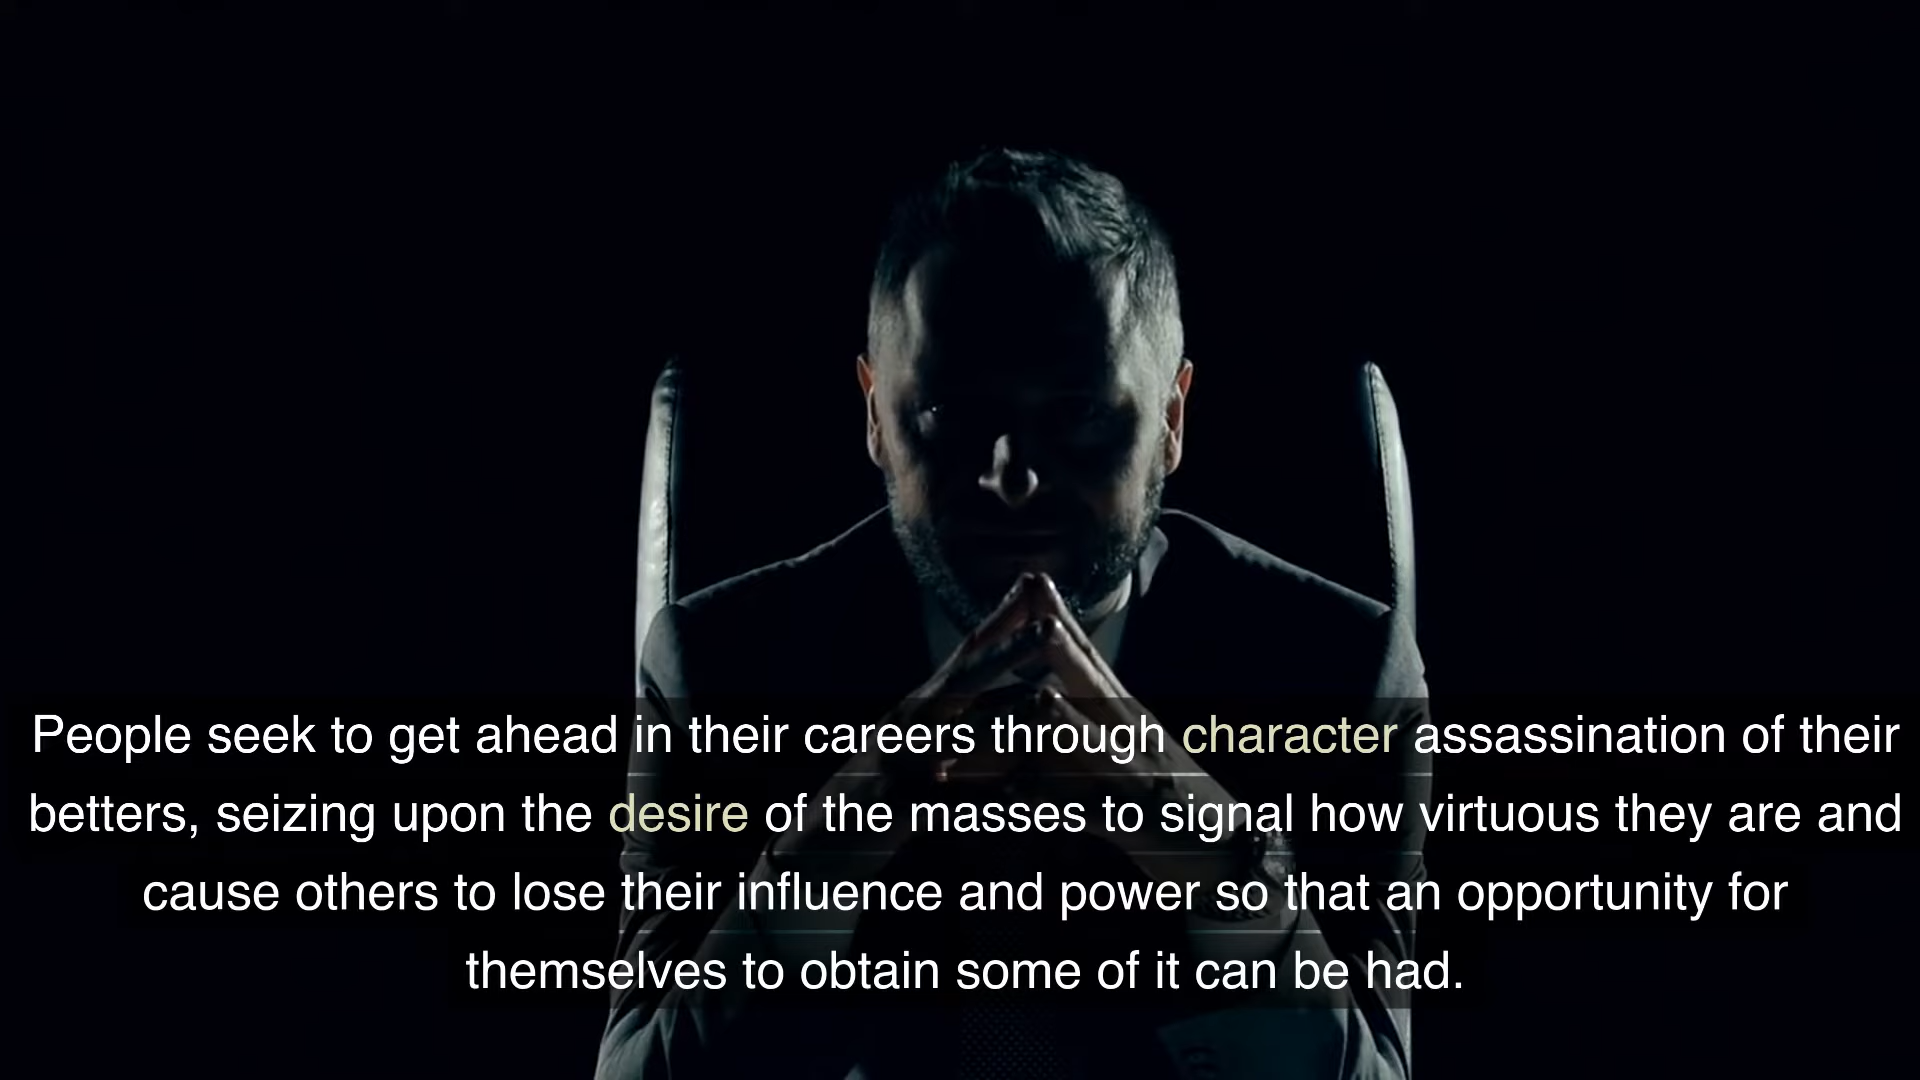 People seek to get ahead in their careers through character assassination of their
betters, seizing upon the desire of the masses to signal how virtuous they are and
cause others to lose their influence and power so that an opportunity for
themselves to obtain some of it can be had.